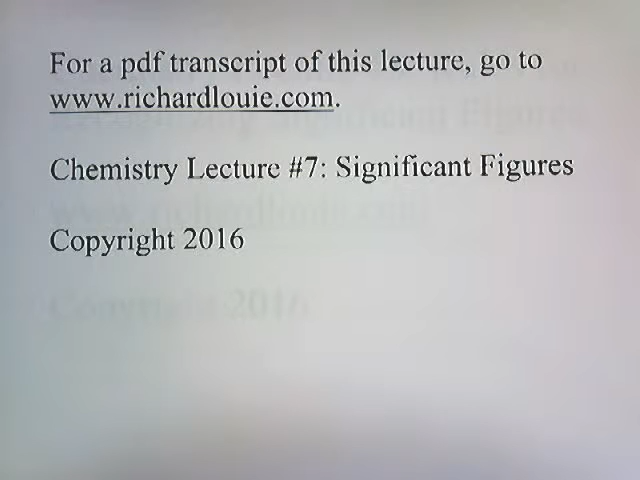 For a pdf transcript of this lecture, go to
www.richardlouie.com.
Chemistry Lecture #7: Significant Figures
Copyright 2016